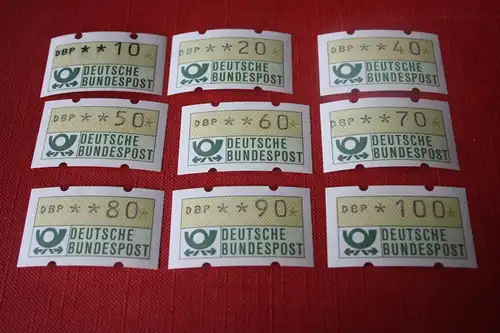 DBP **10*
DEUTSCHE
BUNDESPOST
DBP **20*
DEUTSCHE
BUNDESPOST
DBP **40*
DEUTSCHE
BUNDESPOST
DBP **50*
DEUTSCHE
BUNDESPOST
DBP **60*
DEUTSCHE
BUNDESPOST
DBP **70*
DEUTSCHE
BUNDESPOST
DBP **80*
DEUTSCHE
BUNDESPOST
DBP **90*
DEUTSCHE
BUNDESPOST
DBP *100*
DEUTSCHE
BUNDESPOST